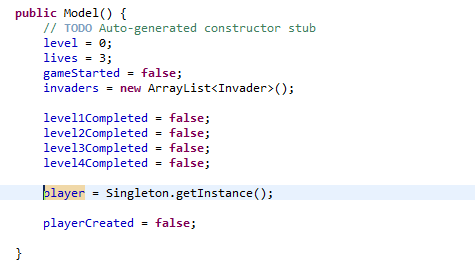 public Model() {
// TODO Auto-generated constructor stub
level = 0;
lives = 3;
gameStarted = false;
invaders = new ArrayList<Invader>();
level1Completed = false;
level2Completed = false;
level3Completed = false;
level4Completed = false;
player = Singleton.getInstance();
playerCreated = false;
}